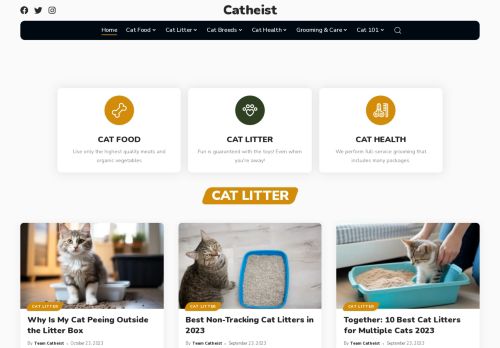 Catheist
Home Cat Food Cat Litter Cat Breeds Cat Health Grooming & Care Cat 101
CAT FOOD
Use only the highest quality meats and
organic vegetables.
CAT LITTER
Fun is guaranteed with the toys! Even when
you're away!
CAT HEALTH
We perform full-service grooming that
includes many packages.
CAT LITTER
CAT LITTER
Why Is My Cat Peeing Outside
the Litter Box
By Team Catheist October 23, 2023
CAT LITTER
Best Non-Tracking Cat Litters in
2023
By Team Catheist September 23, 2023
CAT LITTER
Together: 10 Best Cat Litters
for Multiple Cats 2023
By Team Catheist September 23, 2023